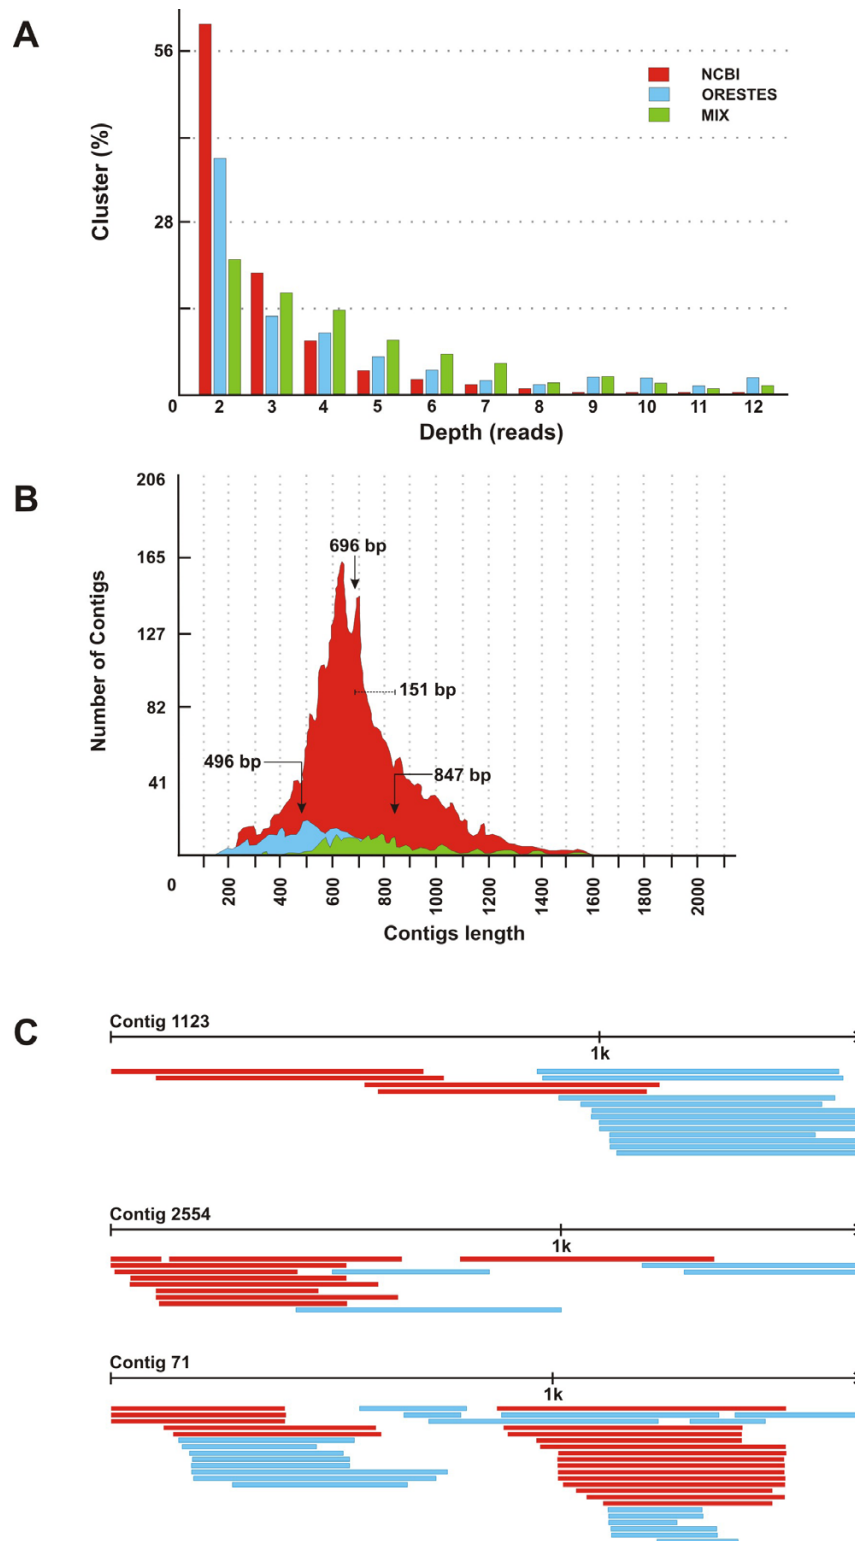 A
56
28
0
Cluster (%)
NCBI
ORESTES
MIX
2 3 4 5 6 7 8 9 10 11 12
Depth (reads)
B
206
165
127
82
41
0
Number of Contigs
696 bp
151 bp
496 bp
847 bp
200 400 600 800 1000 1200 1400 1600 2000
Contigs length
C
Contig 1123
1k
Contig 2554
1k
Contig 71
1k